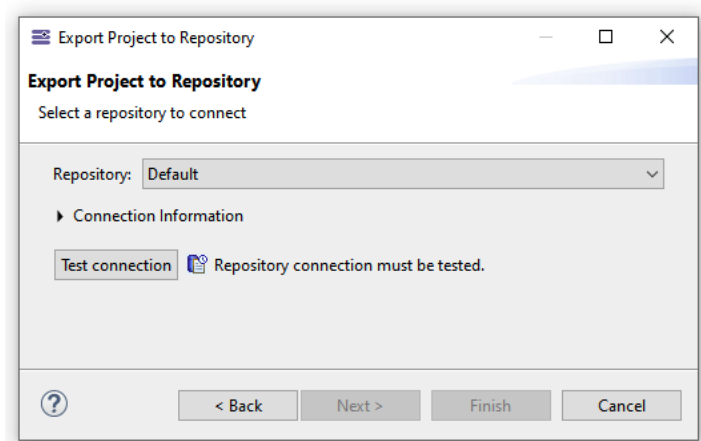 Export Project to Repository
Export Project to Repository
Select a repository to connect
Repository: Default
Connection Information
Test connection Repository connection must be tested.
? < Back Next > Finish Cancel